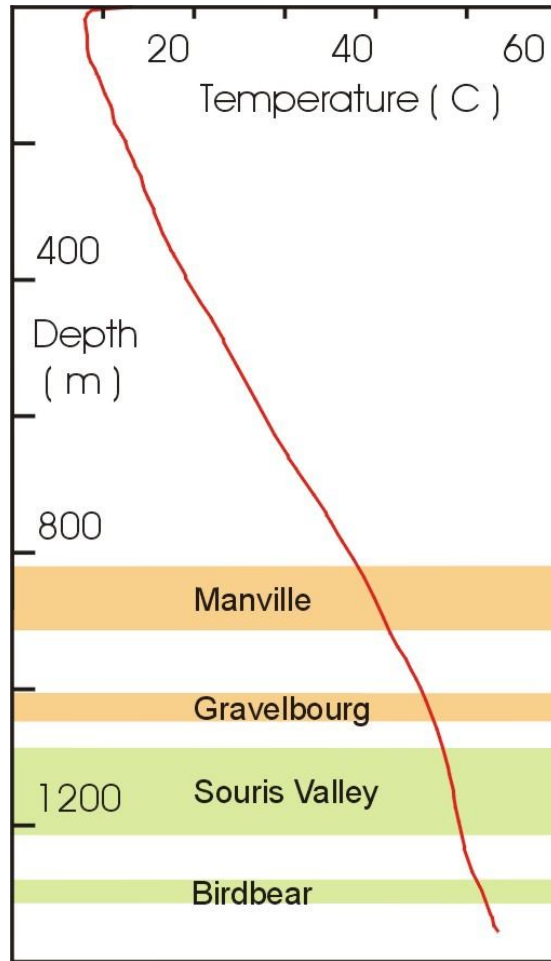 20 40 60
Temperature ( C )
400
Depth
( m )
800
Manville
Gravelbourg
Souris Valley
1200
Birdbear